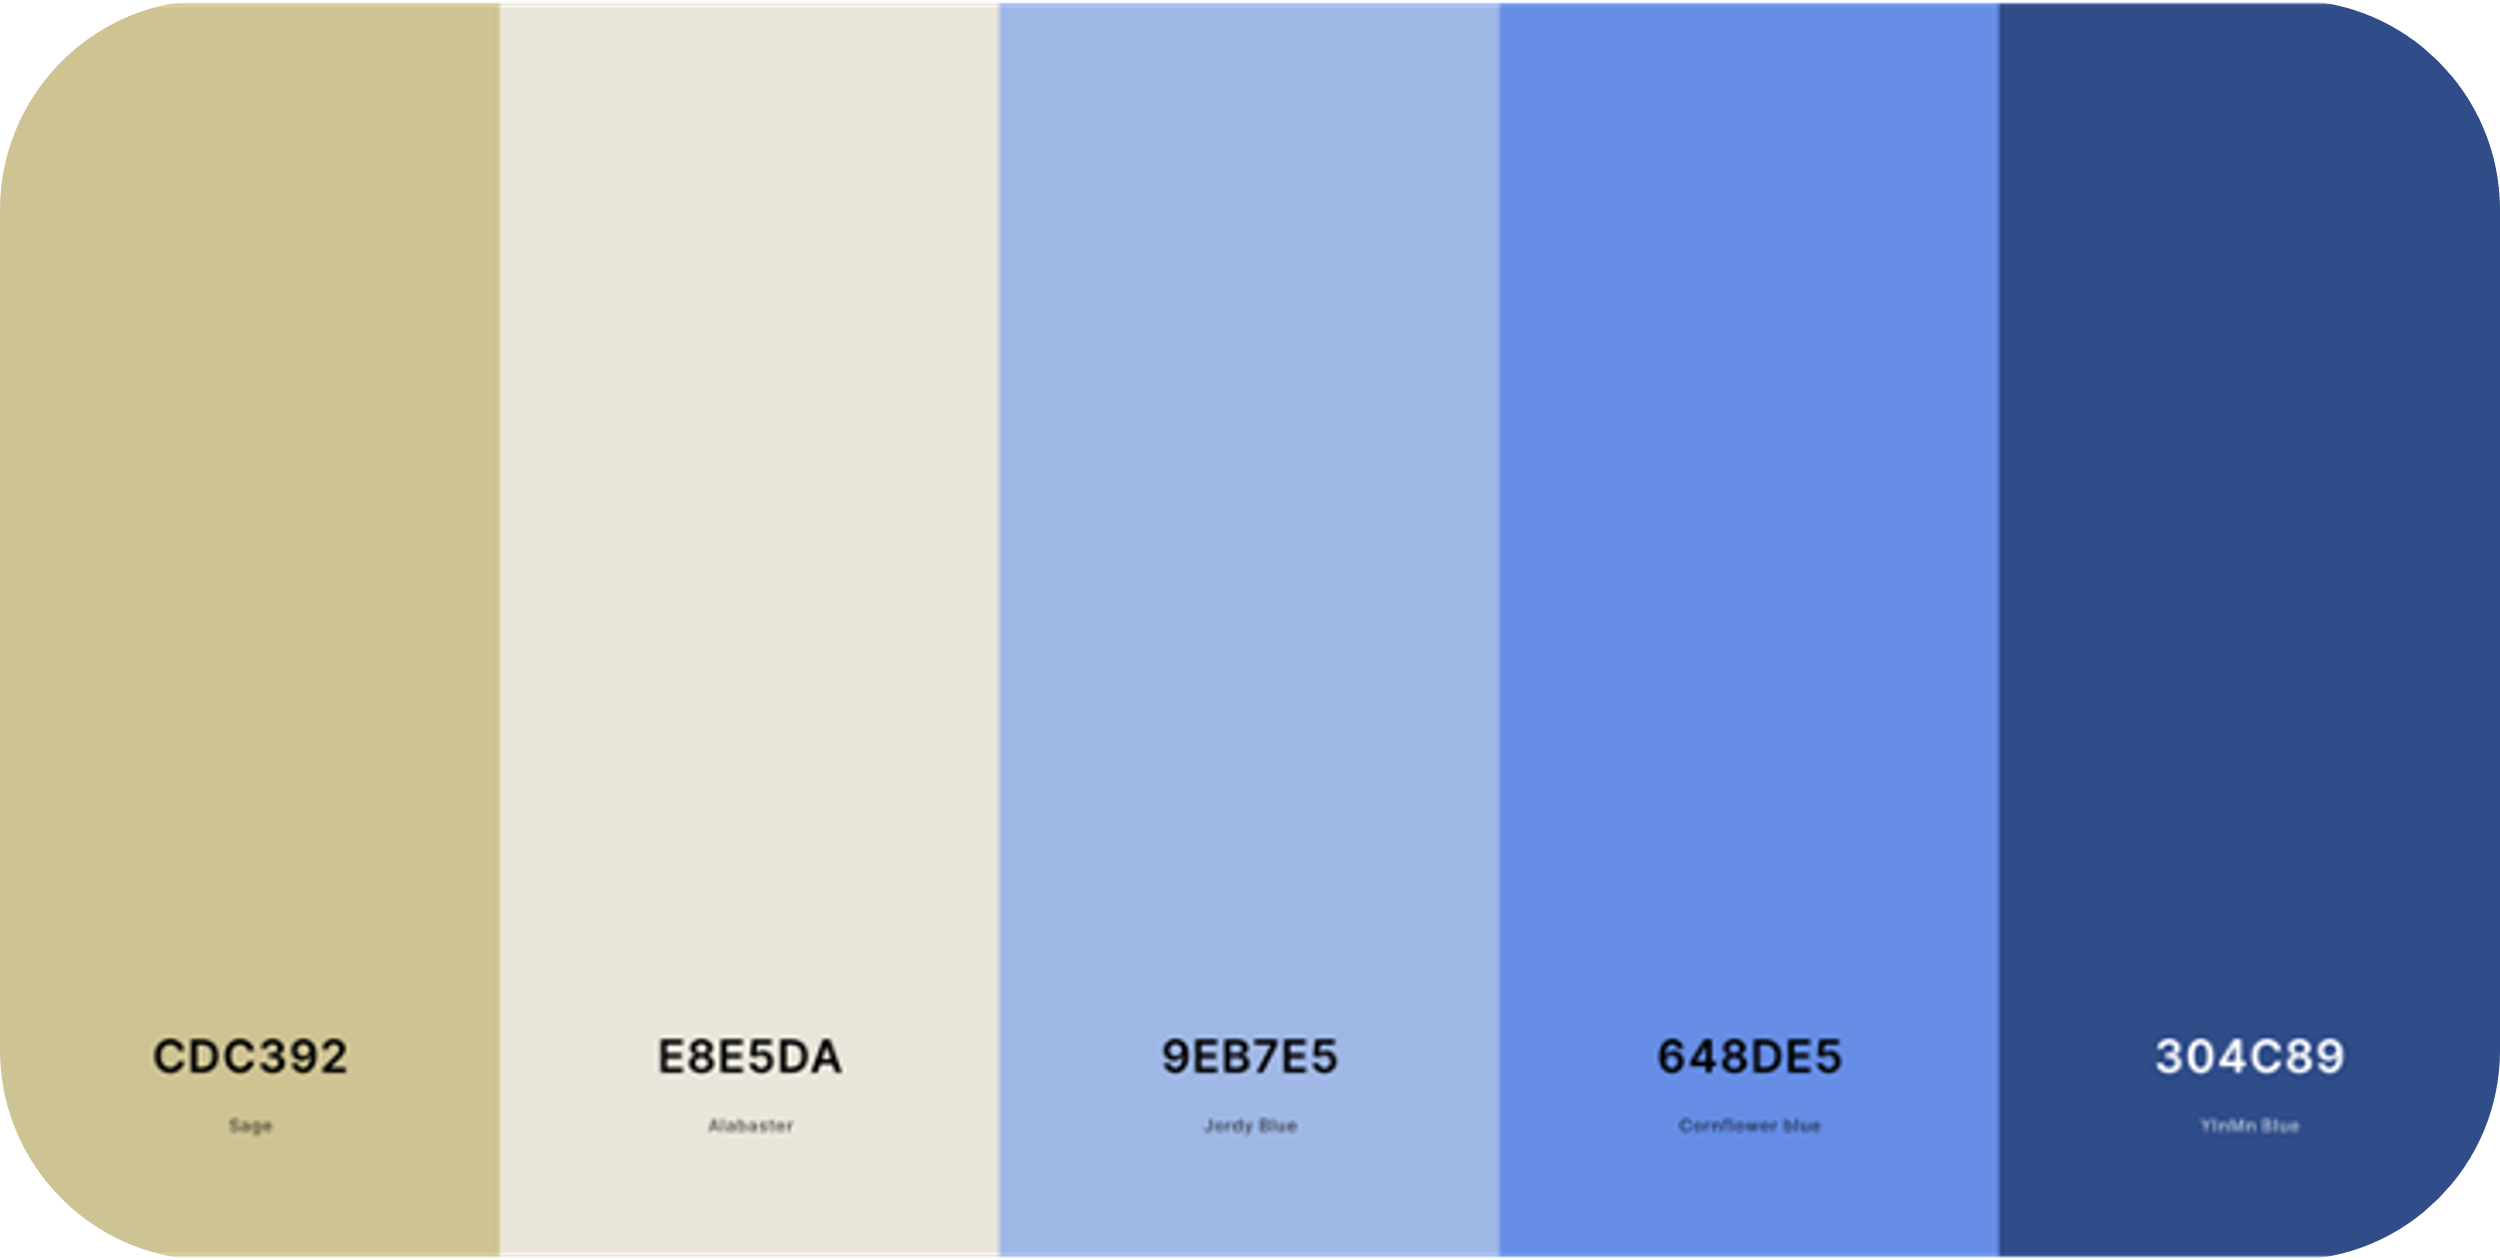 CDC392
Sage
E8E5DA
Alabaster
9EB7E5
Jordy Blue
648DE5
Cornflower blue
304C89
YInMn Blue